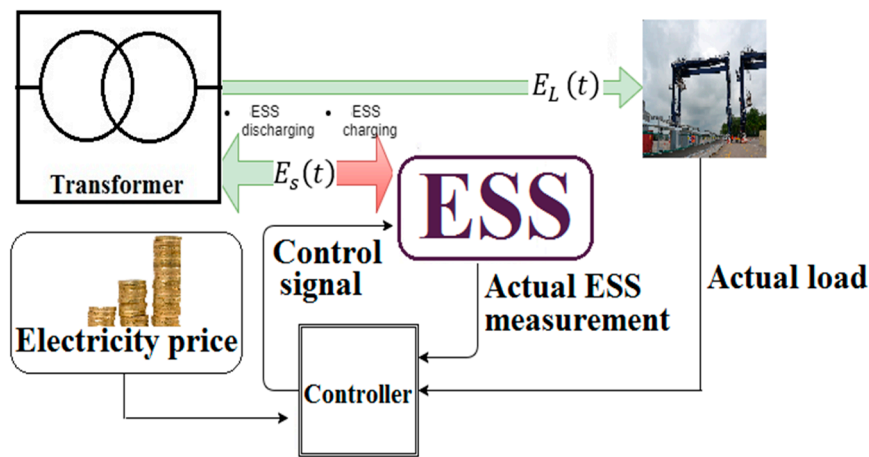 E_L (t)
• ESS • ESS
discharging charging
Transformer
E_s(t)
ESS
Control
signal
Actual ESS
measurement
Actual load
Electricity price
Controller